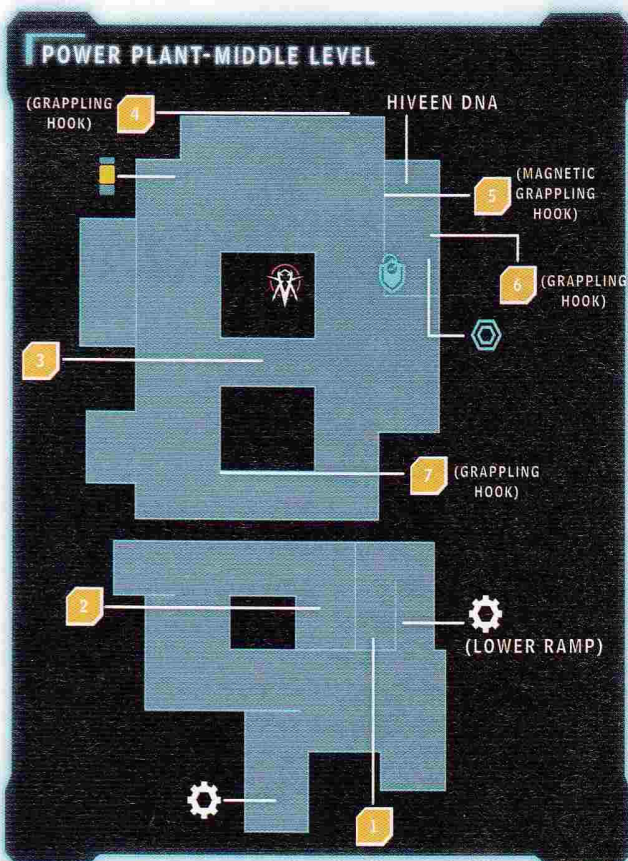 POWER PLANT-MIDDLE LEVEL
(GRAPPLING
HOOK)
4
HIVEEN DNA
5
(MAGNETIC
GRAPPLING
HOOK)
6
(GRAPPLING
HOOK)
3
7
(GRAPPLING
HOOK)
2
(LOWER RAMP)
1